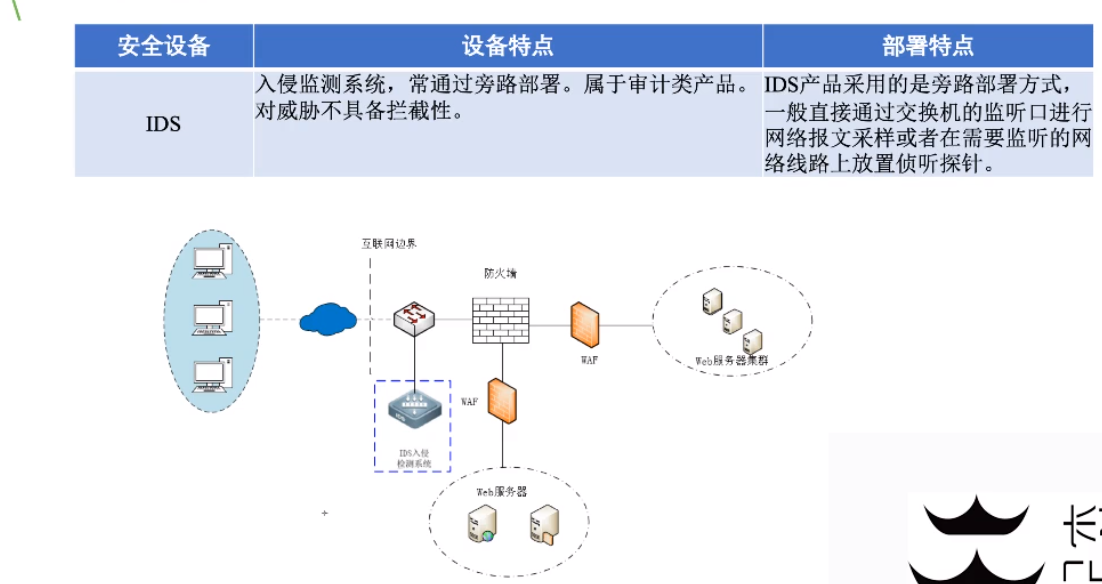 安全设备
设备特点
部署特点
IDS
入侵监测系统，常通过旁路部署。属于审计类产品。
对威胁不具备拦截性。
IDS产品采用的是旁路部署方式，
一般直接通过交换机的监听口进行
网络报文采样或者在需要监听的网
络线路上放置侦听探针。
互联网边界
防火墙
WAF
Web服务器集群
WAF
IDS入侵
检测系统
Web服务器
长